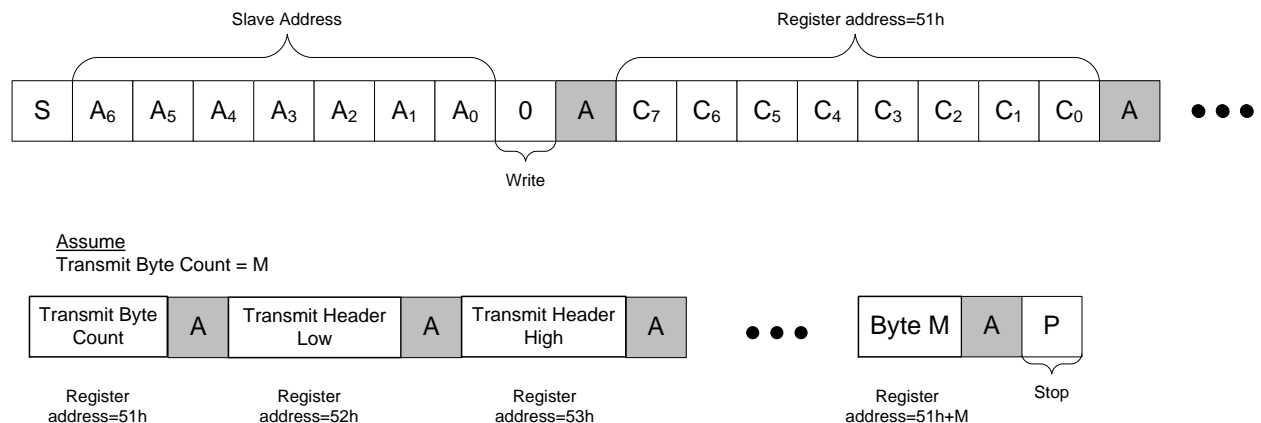 Slave Address
Register address=51h
S A₆ A₅ A₄ A₃ A₂ A₁ A₀ 0 A C₇ C₆ C₅ C₄ C₃ C₂ C₁ C₀ A
Write
Assume
Transmit Byte Count = M
Transmit Byte
Count
A
Transmit Header
Low
A
Transmit Header
High
A
Byte M
A
P
Register
address=51h
Register
address=52h
Register
address=53h
Register
address=51h+M
Stop